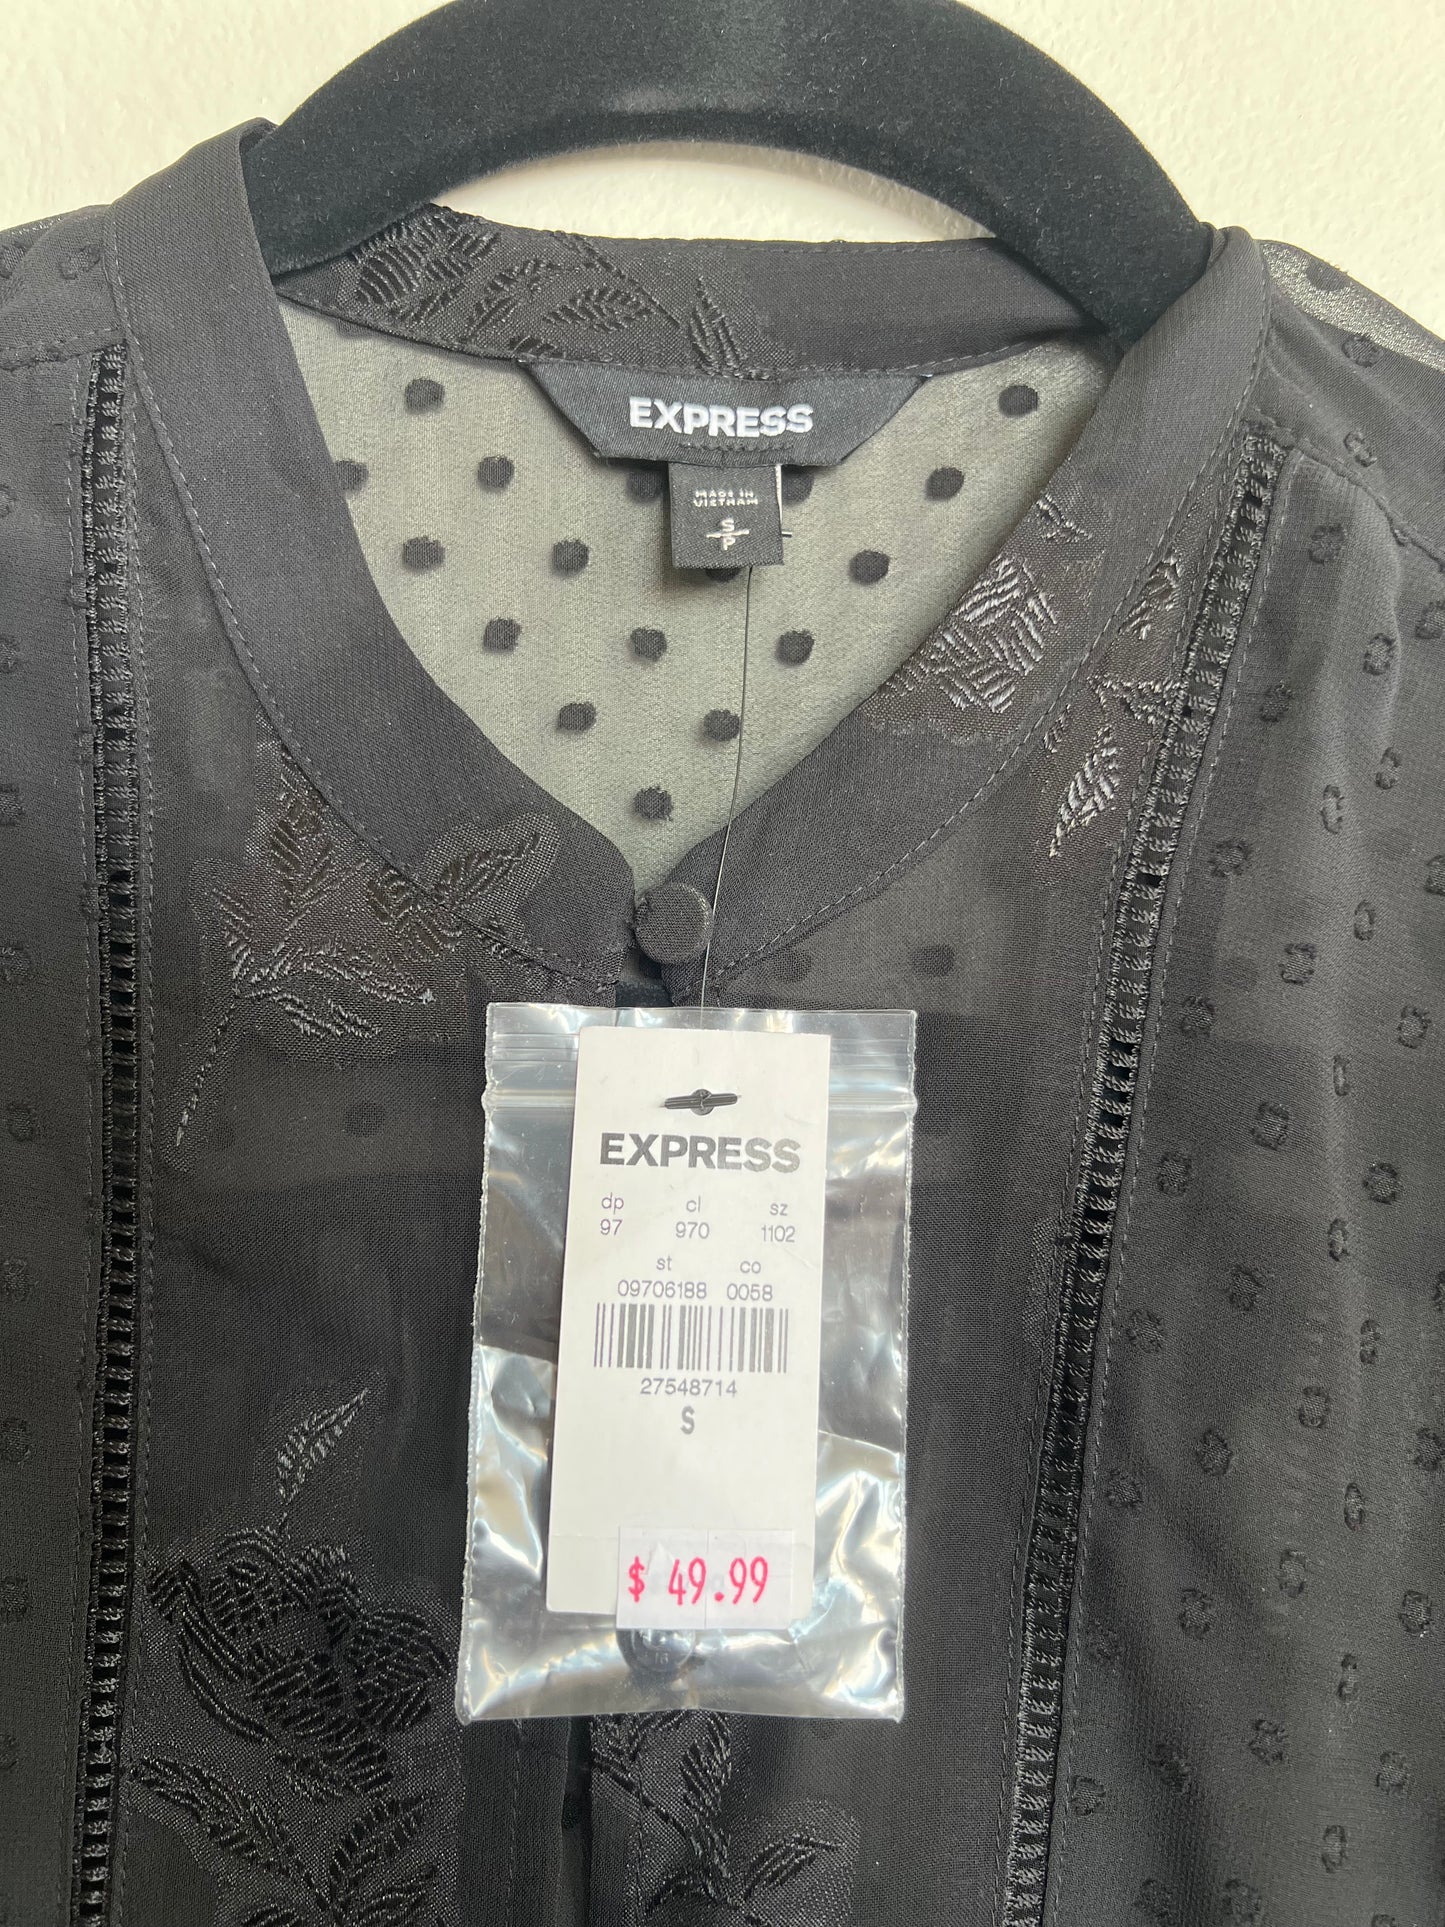 EXPRESS
MADE IN
VIETNAM
S
P
EXPRESS
dp cl sz
97 970 1102
st co
09706188 0058
27548714
S
$ 49.99